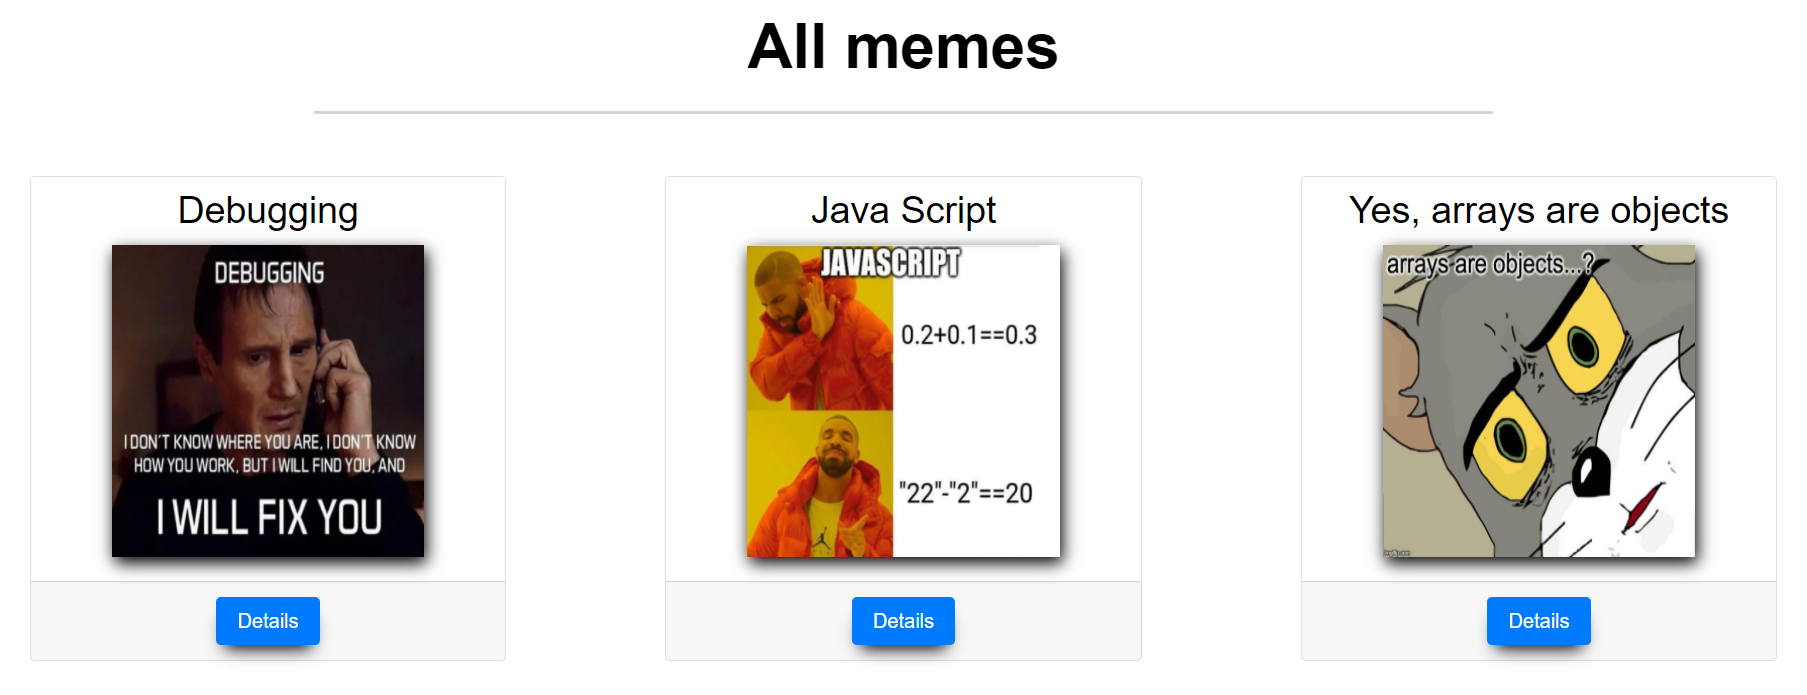 All memes
Debugging
DEBUGGING
I DON'T KNOW WHERE YOU ARE, I DON'T KNOW
HOW YOU WORK, BUT I WILL FIND YOU, AND
I WILL FIX YOU
Details
Java Script
JAVASCRIPT
0.2+0.1==0.3
"22"-"2"==20
Details
Yes, arrays are objects
arrays are objects...?
imgflip.com
Details